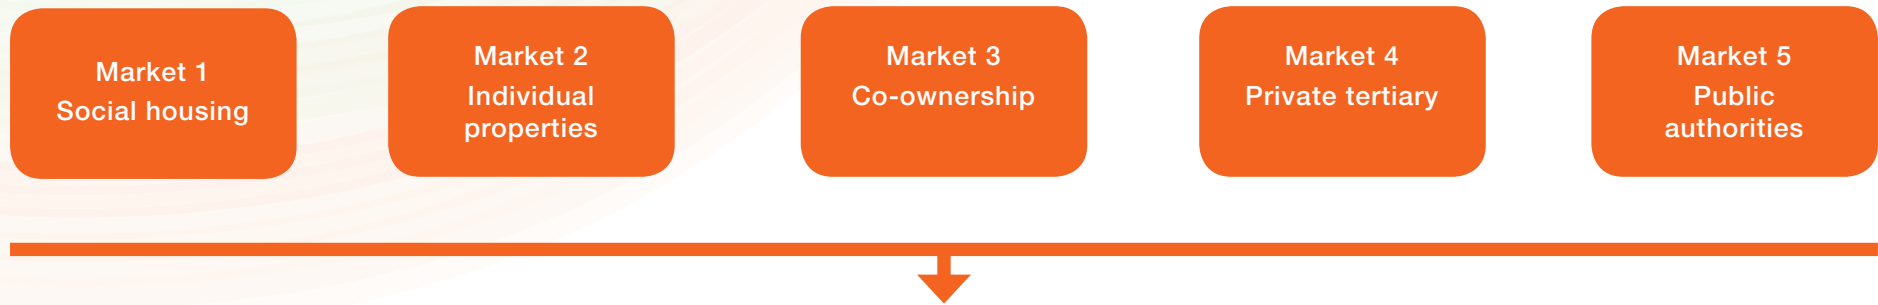 Market 1
Social housing
Market 2
Individual
properties
Market 3
Co-ownership
Market 4
Private tertiary
Market 5
Public
authorities